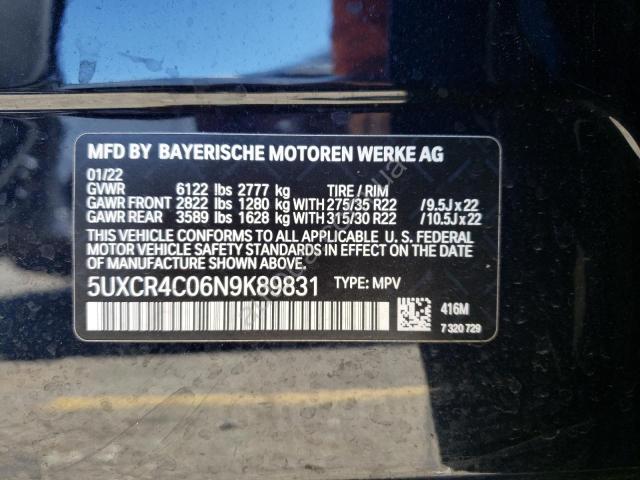 MFD BY BAYERISCHE MOTOREN WERKE AG
01/22
GVWR 6122 lbs 2777 kg TIRE / RIM
GAWR FRONT 2822 lbs 1280 kg WITH 275/35 R22 /9.5J x 22
GAWR REAR 3589 lbs 1628 kg WITH 315/30 R22 /10.5J x 22
THIS VEHICLE CONFORMS TO ALL APPLICABLE U. S. FEDERAL
MOTOR VEHICLE SAFETY STANDARDS IN EFFECT ON THE DATE
OF MANUFACTURE SHOWN ABOVE.
5UXCR4C06N9K89831 TYPE: MPV
416M
7 320 729